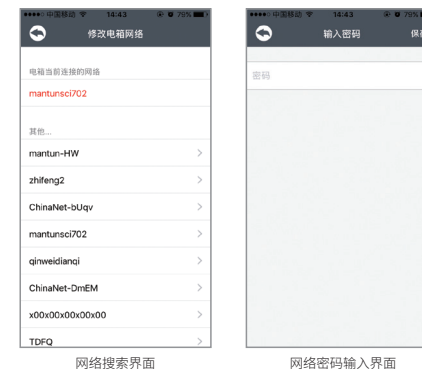 中国移动 14:43 79%
修改电箱网络
电箱当前连接的网络
mantunsci702
其他...
mantun-HW
zhifeng2
ChinaNet-bUqv
mantunsci702
qinweidianqi
ChinaNet-DmEM
x00x00x00x00x00
TDFQ
网络搜索界面
中国移动 14:43 79%
输入密码 保
密码
网络密码输入界面